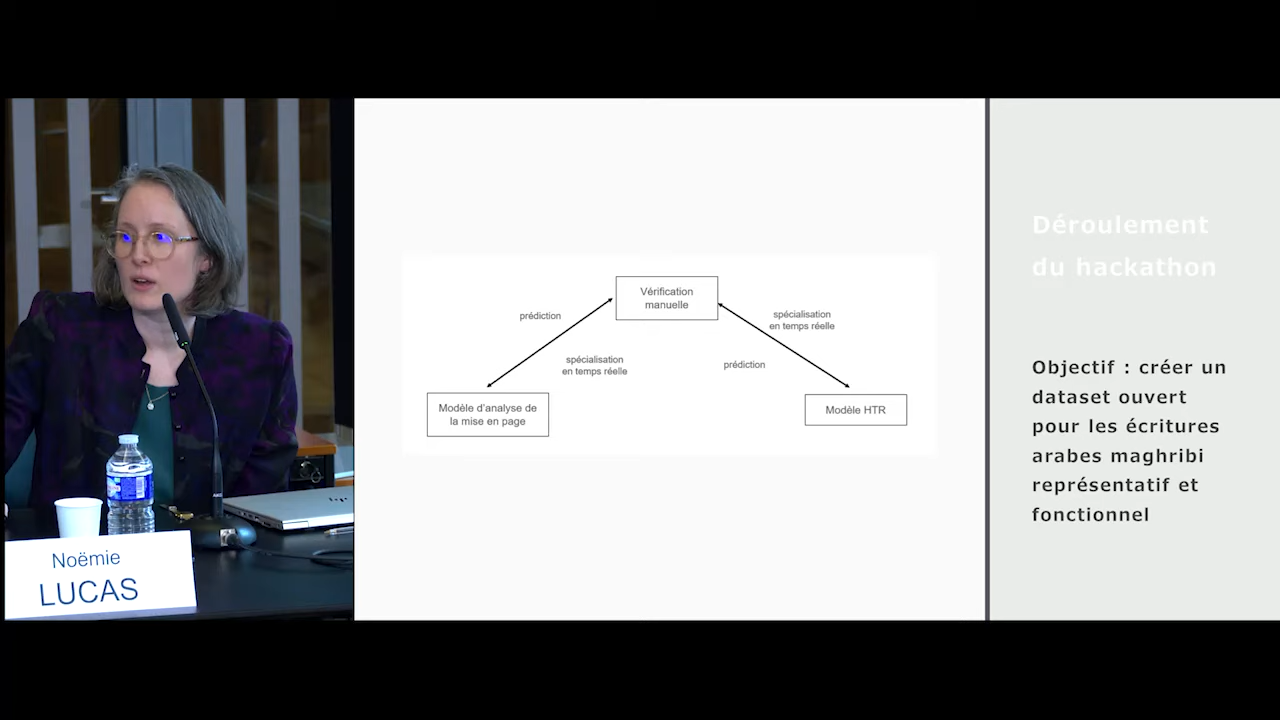 Noëmie
LUCAS
Vérification
manuelle
prédiction
spécialisation
en temps réelle
spécialisation
en temps réelle
prédiction
Modèle d'analyse de
la mise en page
Modèle HTR
Déroulement
du hackathon
Objectif : créer un
dataset ouvert
pour les écritures
arabes maghribi
représentatif et
fonctionnel